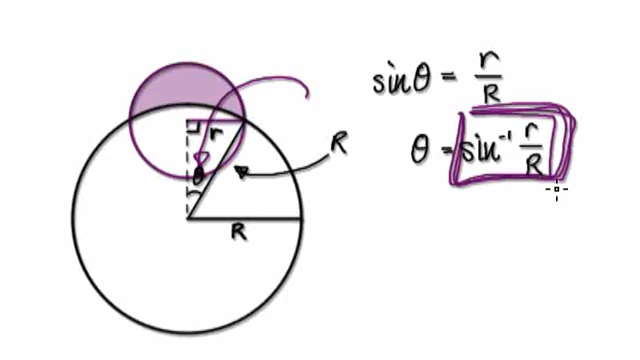 sinθ = r/R
θ = sin⁻¹ r/R
r
R
θ
R